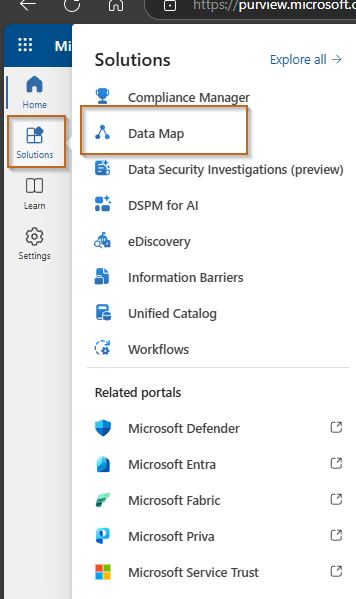 https://purview.microsoft.c
Mi
Home
Solutions
Learn
Settings
Solutions
Explore all →
Compliance Manager
Data Map
Data Security Investigations (preview)
DSPM for AI
eDiscovery
Information Barriers
Unified Catalog
Workflows
Related portals
Microsoft Defender
Microsoft Entra
Microsoft Fabric
Microsoft Priva
Microsoft Service Trust